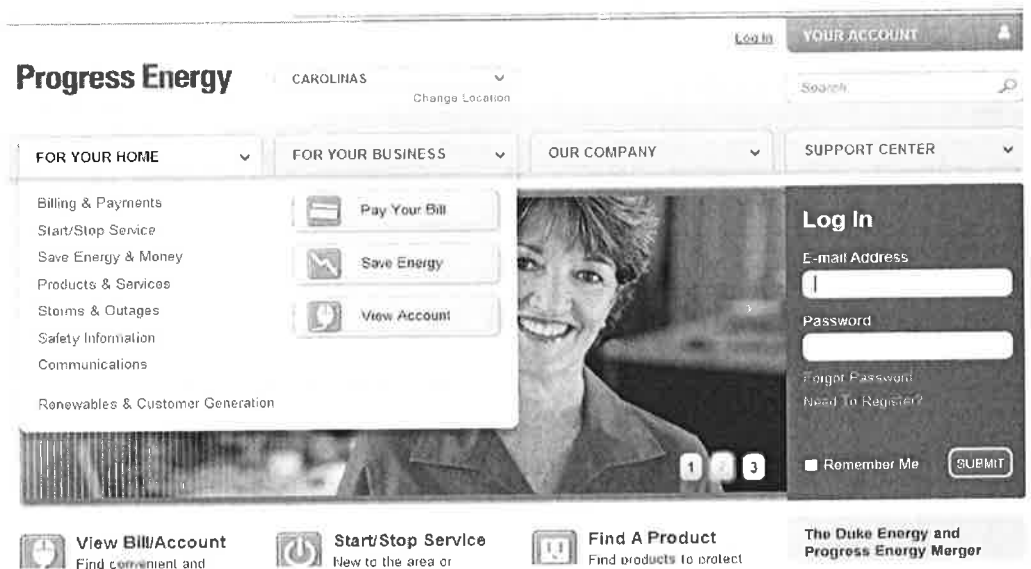 Log In
YOUR ACCOUNT
Progress Energy
CAROLINAS
Change Location
Search
FOR YOUR HOME
FOR YOUR BUSINESS
OUR COMPANY
SUPPORT CENTER
Billing & Payments
Start/Stop Service
Save Energy & Money
Products & Services
Storms & Outages
Safety Information
Communications
Renewables & Customer Generation
Pay Your Bill
Save Energy
View Account
1 2 3
Log In
E-mail Address
Password
Forgot Password
Need To Register?
Remember Me
SUBMIT
View Bill/Account
Find convenient and
Start/Stop Service
New to the area or
Find A Product
Find products to protect
The Duke Energy and
Progress Energy Merger